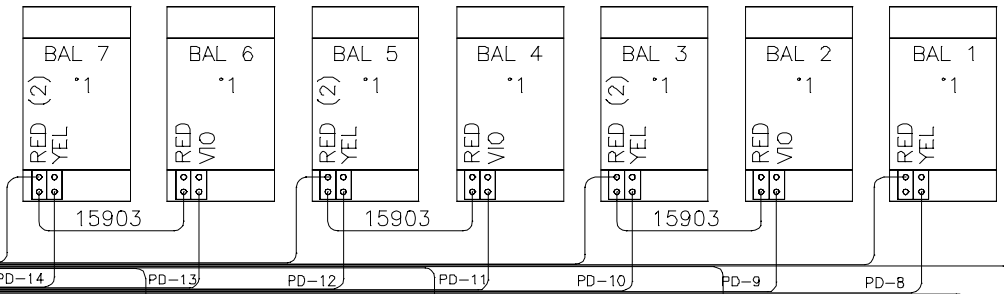 BAL 7 BAL 6 BAL 5 BAL 4 BAL 3 BAL 2 BAL 1
°1 °1 °1 °1 °1 °1 °1
RED (2) RED RED (2) RED RED (2) RED RED
YEL VIO YEL VIO YEL VIO YEL
15903 15903 15903
PD-14 PD-13 PD-12 PD-11 PD-10 PD-9 PD-8